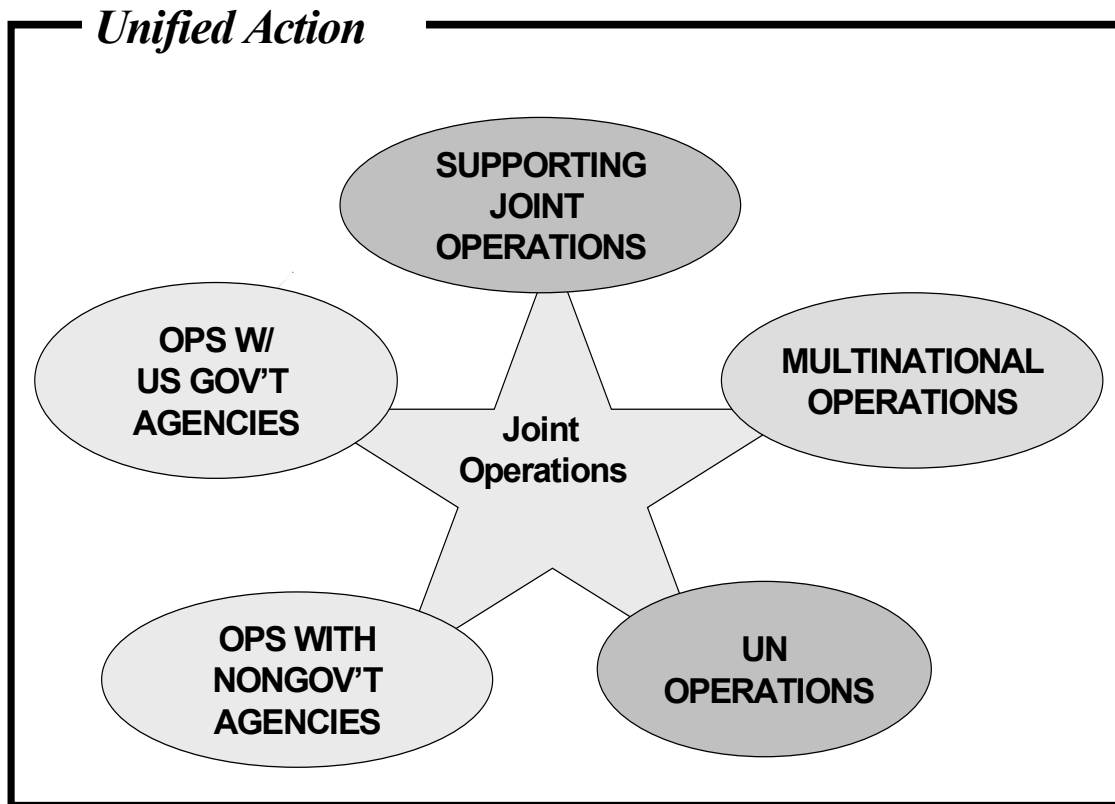 Unified Action
SUPPORTING
JOINT
OPERATIONS
OPS W/
US GOV’T
AGENCIES
MULTINATIONAL
OPERATIONS
Joint
Operations
OPS WITH
NONGOV’T
AGENCIES
UN
OPERATIONS